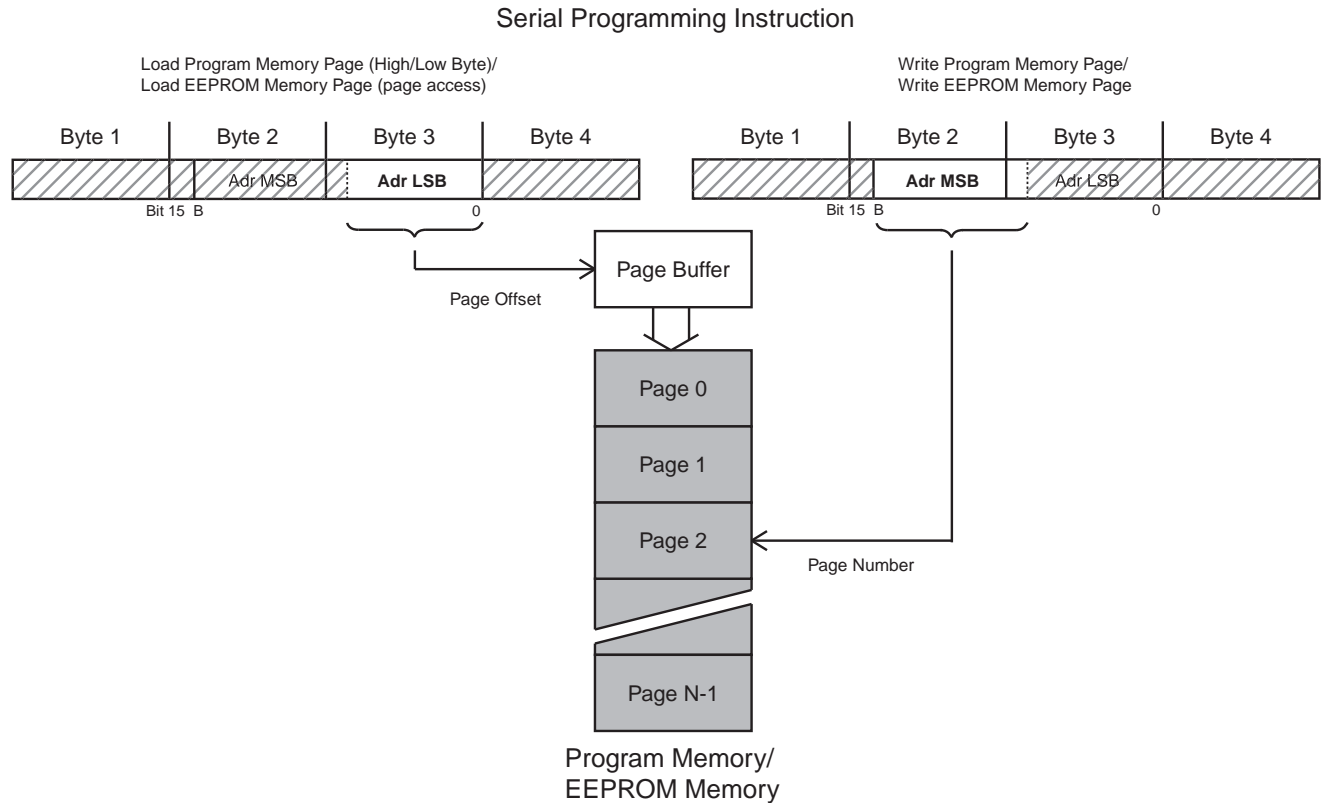 Serial Programming Instruction
Load Program Memory Page (High/Low Byte)/
Load EEPROM Memory Page (page access)
Byte 1
Byte 2
Byte 3
Byte 4
Adr MSB
Adr LSB
Bit 15 B
0
Write Program Memory Page/
Write EEPROM Memory Page
Byte 1
Byte 2
Byte 3
Byte 4
Adr MSB
Adr LSB
Bit 15 B
0
Page Offset
Page Buffer
Page 0
Page 1
Page 2
Page Number
Page N-1
Program Memory/
EEPROM Memory